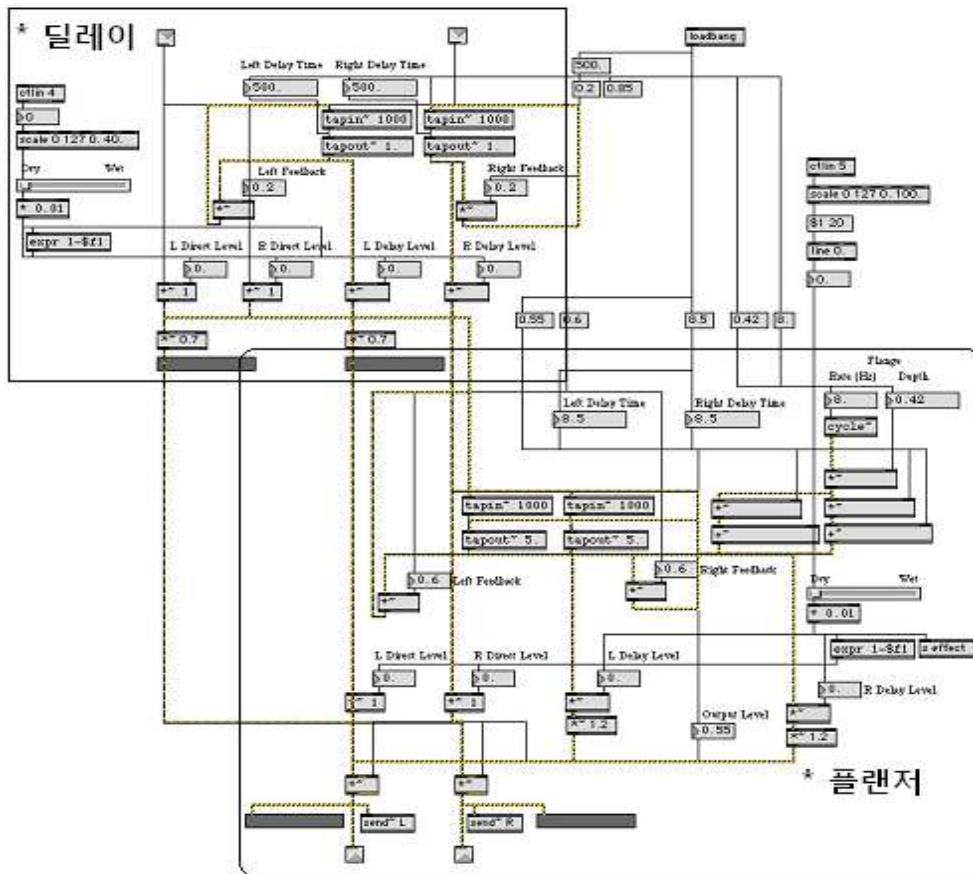 * 딜레이
loadbang
500.
Left Delay Time Right Delay Time
500. 500.
0.2 0.85
ctlin 4
0
tapin~ 1000 tapin~ 1000
scale 0 127 0. 40.
tapout~ 1. tapout~ 1.
ctlin 5
Dry Wet
Left Feedback Right Feedback
0.2 0.2
scale 0 127 0. 100.
* 0.01
*~ *~
$1 20
expr 1-$f1
L Direct Level R Direct Level L Delay Level R Delay Level
line 0.
0. 0. 0. 0.
0.
*~ 1 *~ 1 *~ *~
0.55 0.6 8.5 0.42 8.
*~ 0.7 *~ 0.7
Flange
Rate (Hz) Depth
Left Delay Time Right Delay Time
8. 0.42
8.5 8.5
cycle~
tapin~ 1000 tapin~ 1000
tapout~ 5. tapout~ 5.
0.6 Left Feedback 0.6 Right Feedback
Dry Wet
* 0.01
L Direct Level R Direct Level L Delay Level
expr 1-$f1 s effect
0. 0. 0. 0. R Delay Level
*~ 1 *~ 1 *~ *~
Output Level
*~ 1.2 0.55 *~ 1.2
*~ *~
* 플랜저
send~ L send~ R